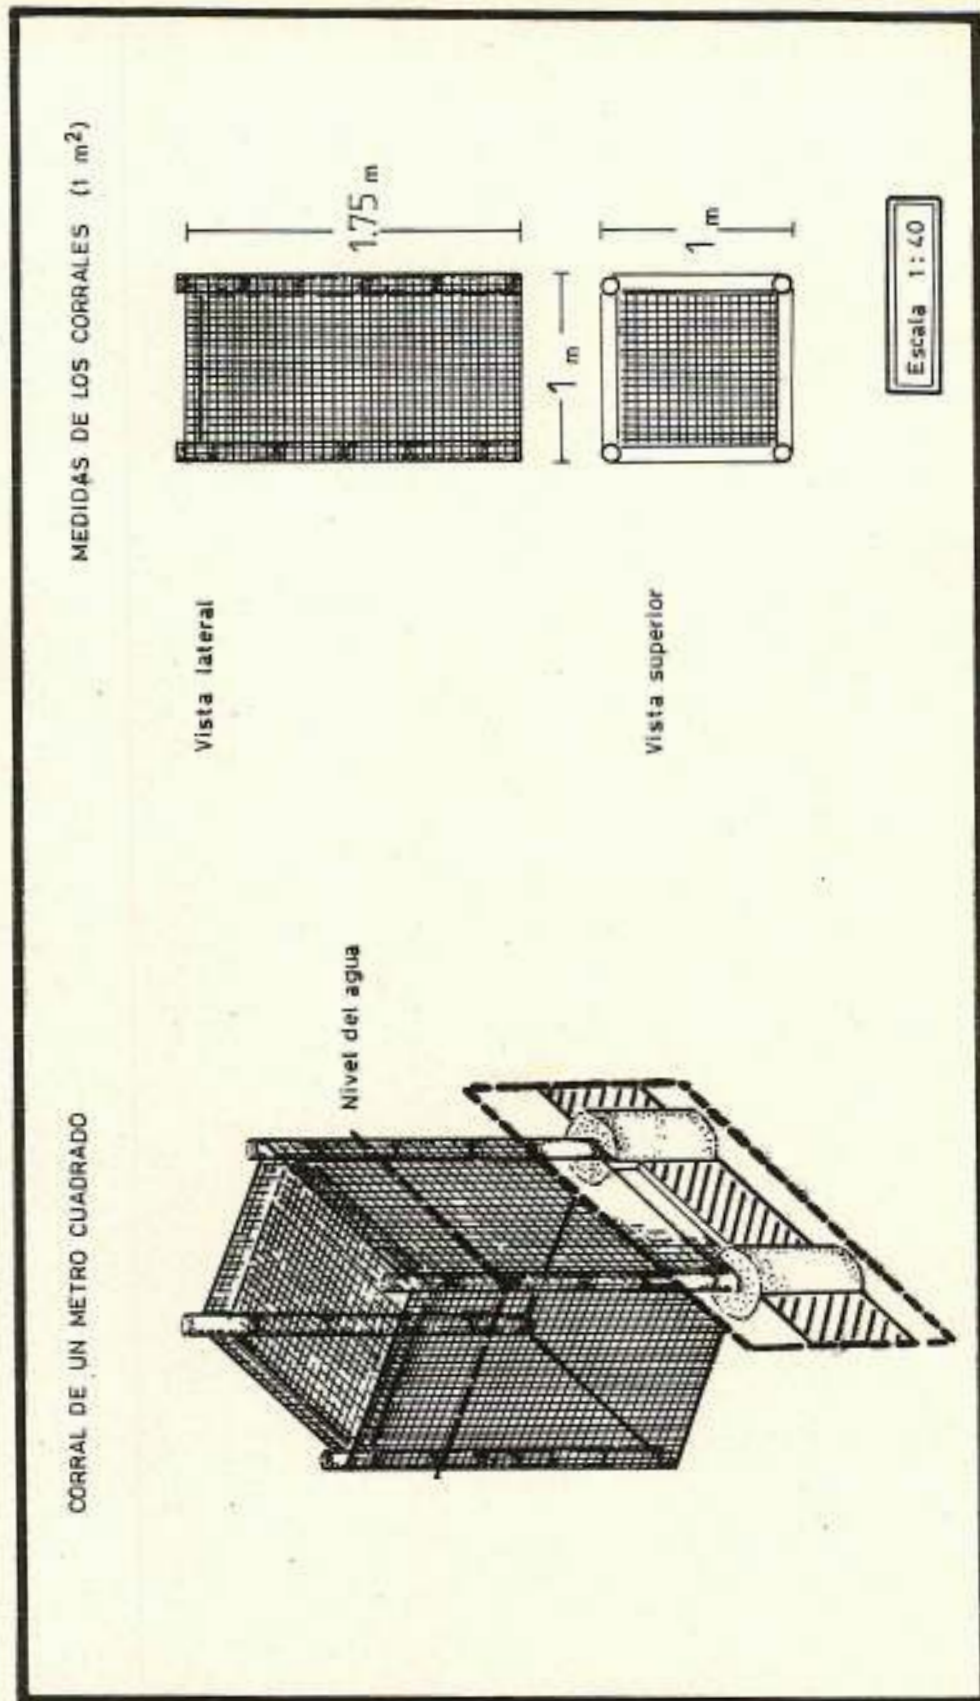 CORRAL DE UN METRO CUADRADO
Nivel del agua
MEDIDAS DE LOS CORRALES (1 m²)
Vista lateral
1.75 m
1 m
Vista superior
1 m
Escala 1:40